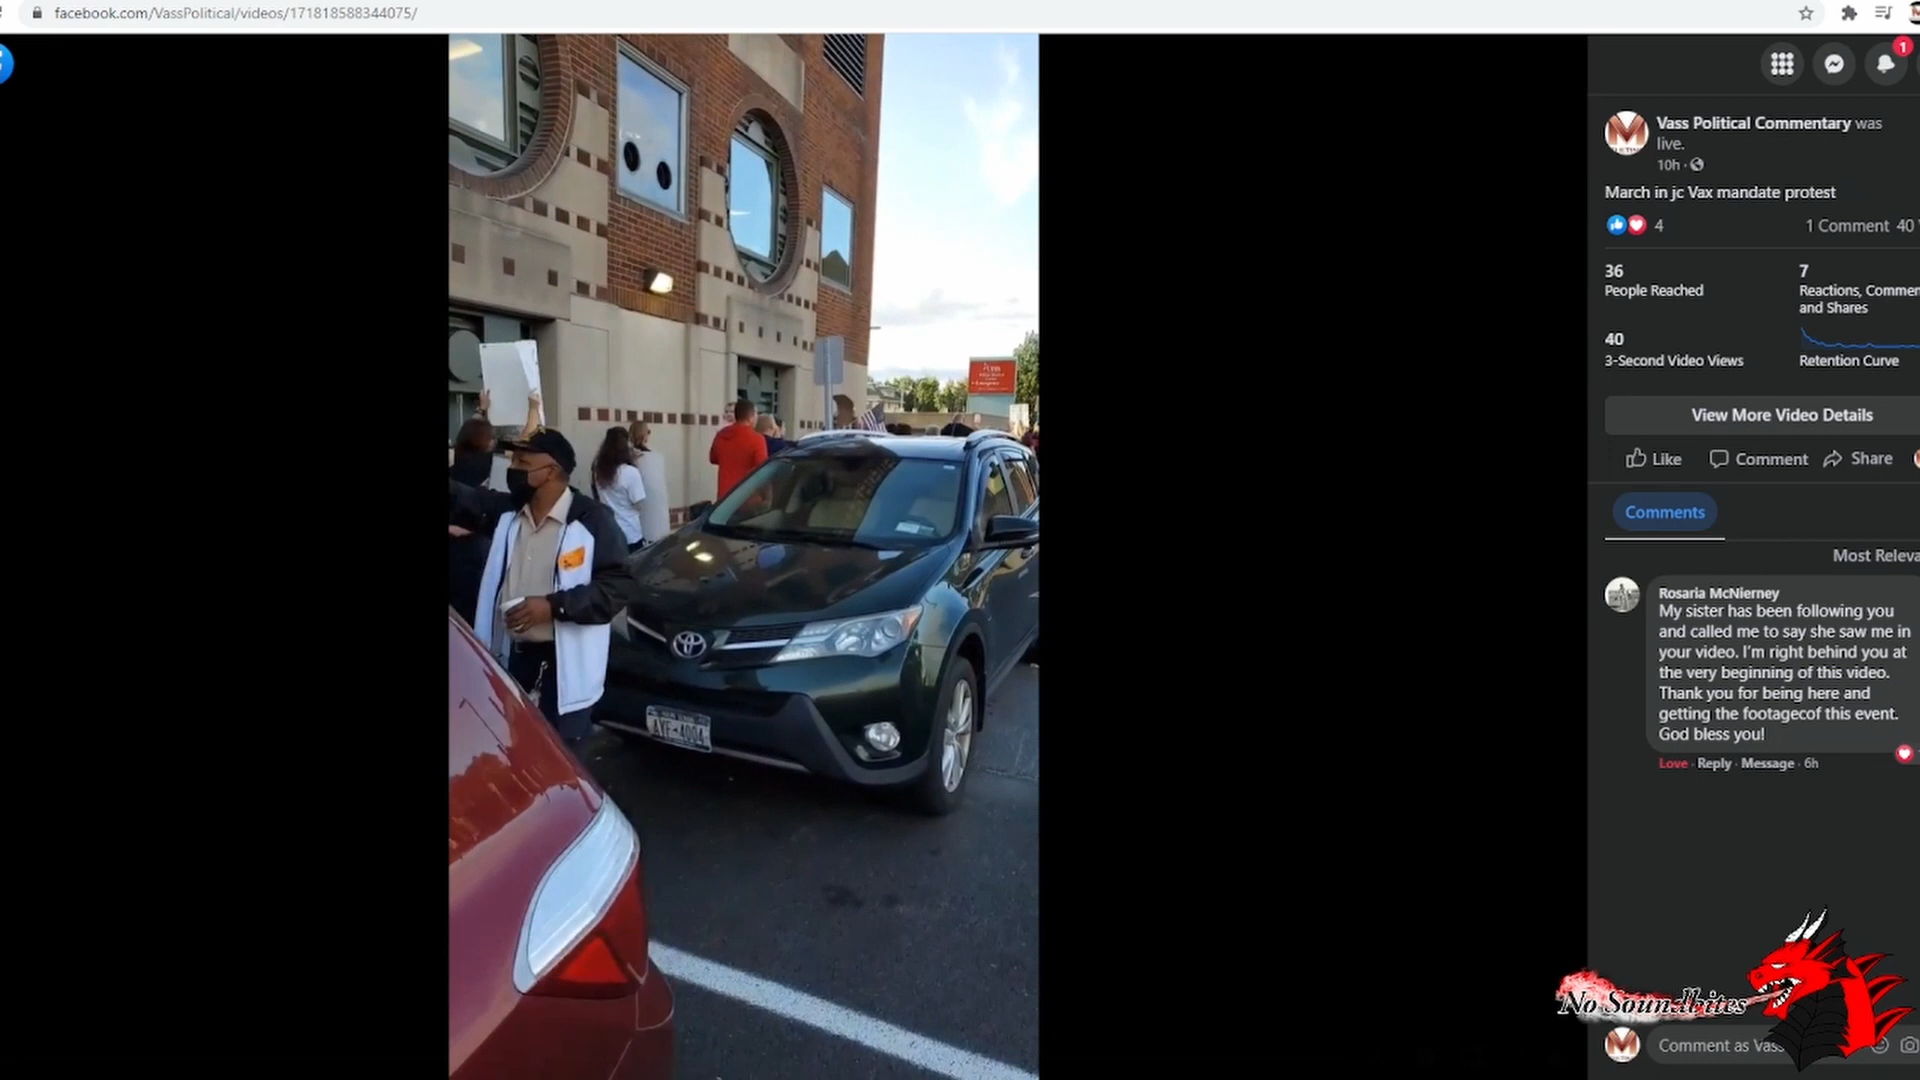 facebook.com/VassPolitical/videos/171818588344075/
1
Vass Political Commentary was
live.
10h
March in jc Vax mandate protest
4
1 Comment 40
36
People Reached
7
Reactions, Commen
and Shares
40
3-Second Video Views
Retention Curve
View More Video Details
Like
Comment
Share
Comments
Most Releva
Rosaria McNierney
My sister has been following you
and called me to say she saw me in
your video. I'm right behind you at
the very beginning of this video.
Thank you for being here and
getting the footagecof this event.
God bless you!
Love · Reply · Message · 6h
No Soundbites
Comment as Vass
AYF-4004